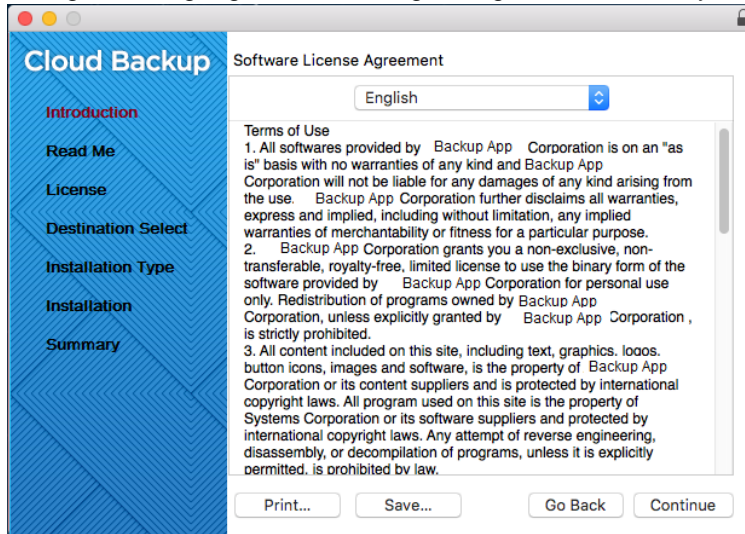 Cloud Backup
Introduction
Read Me
License
Destination Select
Installation Type
Installation
Summary
Software License Agreement
English
Terms of Use
1. All softwares provided by Backup App Corporation is on an "as
is" basis with no warranties of any kind and Backup App
Corporation will not be liable for any damages of any kind arising from
the use. Backup App Corporation further disclaims all warranties,
express and implied, including without limitation, any implied
warranties of merchantability or fitness for a particular purpose.
2. Backup App Corporation grants you a non-exclusive, non-
transferable, royalty-free, limited license to use the binary form of the
software provided by Backup App Corporation for personal use
only. Redistribution of programs owned by Backup App
Corporation, unless explicitly granted by Backup App Corporation ,
is strictly prohibited.
3. All content included on this site, including text, graphics, logos,
button icons, images and software, is the property of Backup App
Corporation or its content suppliers and is protected by international
copyright laws. All program used on this site is the property of
Systems Corporation or its software suppliers and protected by
international copyright laws. Any attempt of reverse engineering,
disassembly, or decompilation of programs, unless it is explicitly
permitted, is prohibited by law.
Print...
Save...
Go Back
Continue